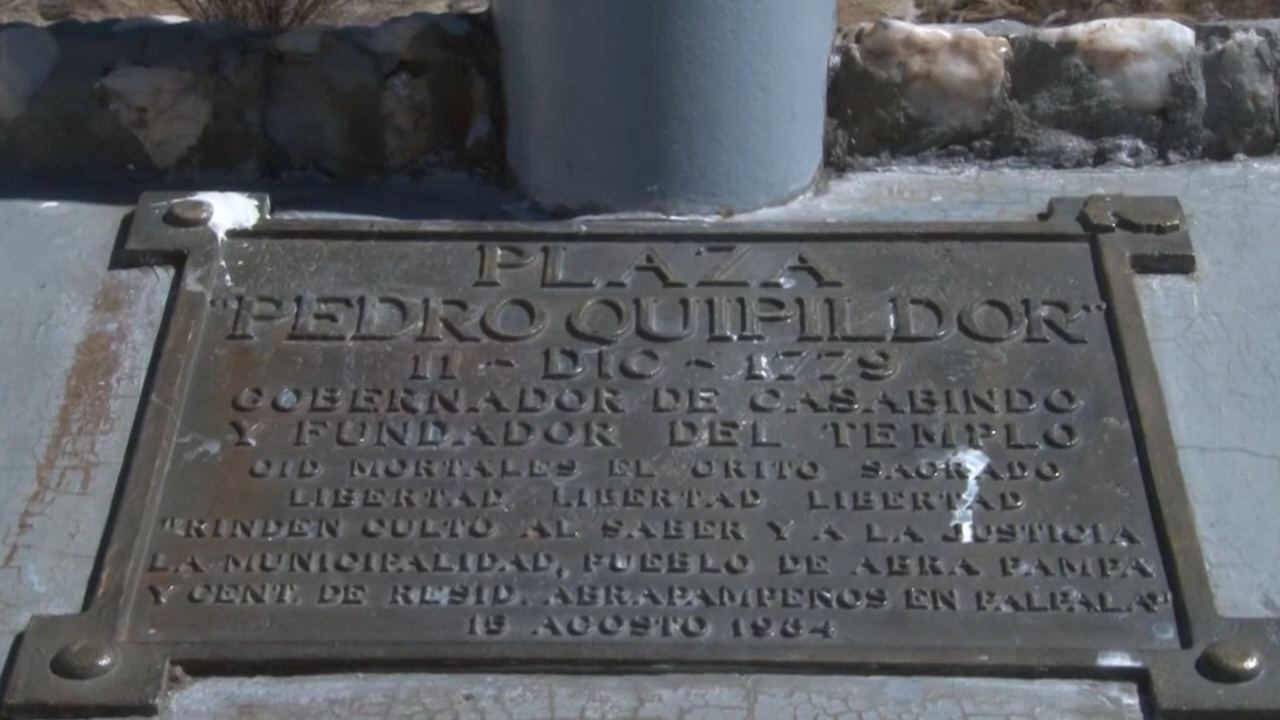 PLAZA
"PEDRO QUIPILDOR"
11 - DIC - 1779
GOBERNADOR DE CASABINDO
Y FUNDADOR DEL TEMPLO
OID MORTALES EL GRITO SAGRADO
LIBERTAD LIBERTAD LIBERTAD
"RINDEN CULTO AL SABER Y A LA JUSTICIA
LA MUNICIPALIDAD, PUEBLO DE ABRA PAMPA
Y CENT. DE RESID. ABRAPAMPEÑOS EN PALPALA"
15 AGOSTO 1984